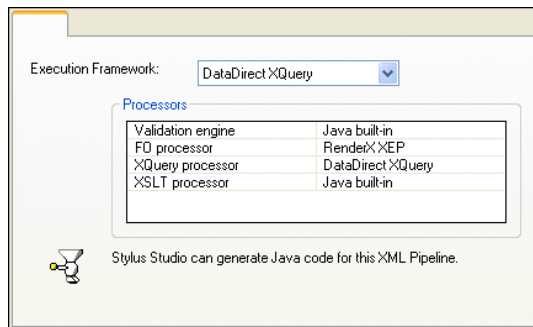 Execution Framework: DataDirect XQuery
Processors
Validation engine Java built-in
FO processor RenderX XEP
XQuery processor DataDirect XQuery
XSLT processor Java built-in
Stylus Studio can generate Java code for this XML Pipeline.